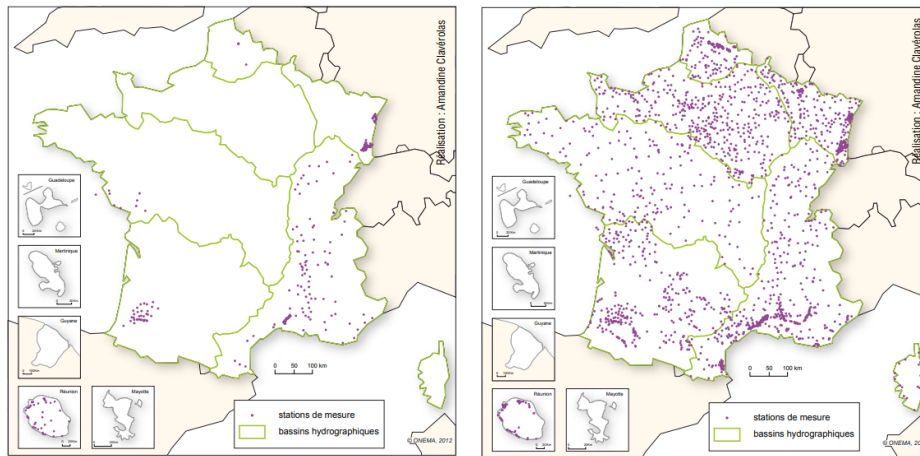 Réalisation : Amandine Clavérolas
Guadeloupe
Martinique
Guyane
Réunion
Mayotte
0 50 100 km
stations de mesure
bassins hydrographiques
© ONEMA, 2012
Réalisation : Amandine Clavérolas
Guadeloupe
Martinique
Guyane
Réunion
Mayotte
0 50 100 km
stations de mesure
bassins hydrographiques
© ONEMA, 20